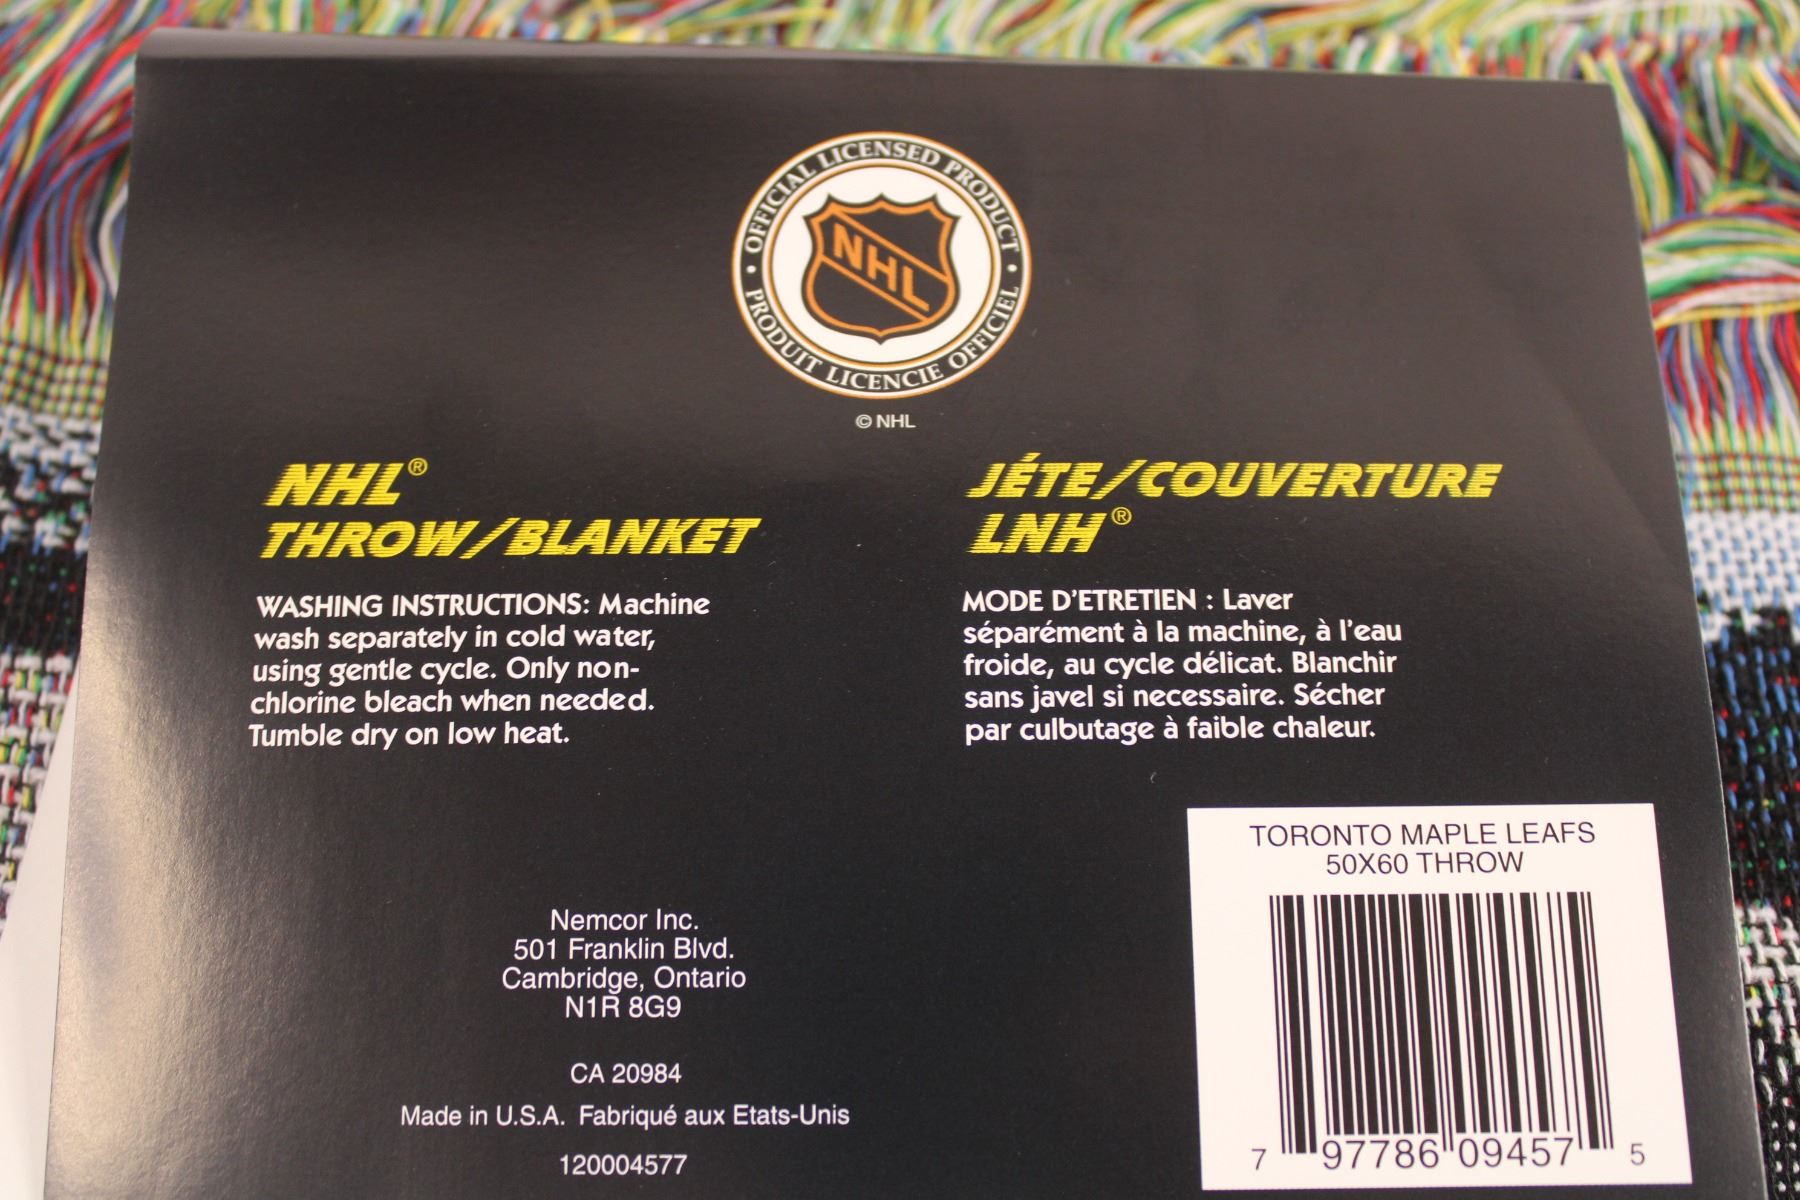 • OFFICIAL LICENSED PRODUCT •
NHL
PRODUIT LICENCIE OFFICIEL
© NHL
NHL®
THROW/BLANKET
WASHING INSTRUCTIONS: Machine
wash separately in cold water,
using gentle cycle. Only non-
chlorine bleach when needed.
Tumble dry on low heat.
JÉTE/COUVERTURE
LNH®
MODE D'ETRETIEN : Laver
séparément à la machine, à l'eau
froide, au cycle délicat. Blanchir
sans javel si necessaire. Sécher
par culbutage à faible chaleur.
Nemcor Inc.
501 Franklin Blvd.
Cambridge, Ontario
N1R 8G9
CA 20984
Made in U.S.A. Fabriqué aux Etats-Unis
120004577
TORONTO MAPLE LEAFS
50X60 THROW
7 97786 09457 5